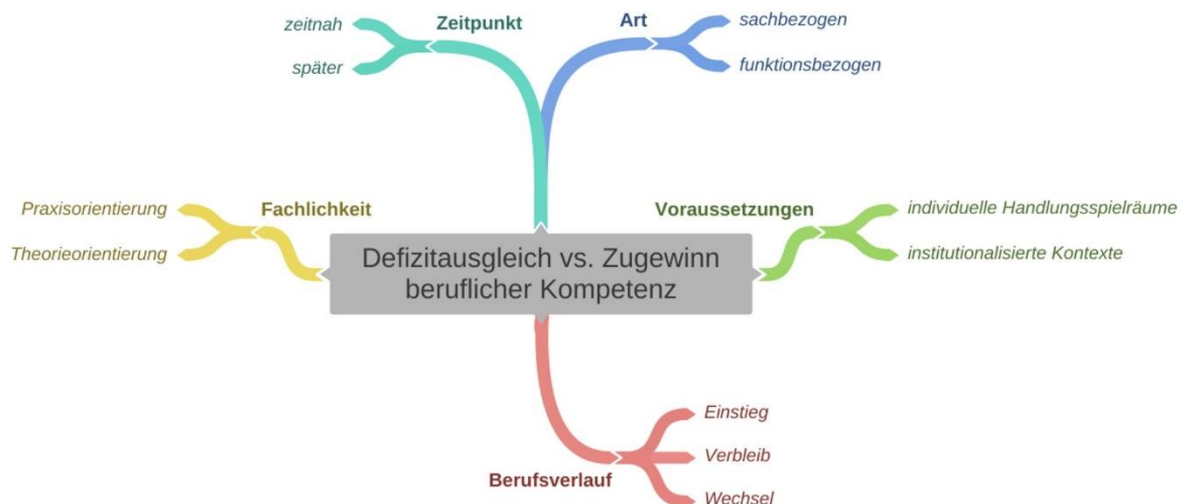 Zeitpunkt
zeitnah
später
Art
sachbezogen
funktionsbezogen
Fachlichkeit
Praxisorientierung
Theorieorientierung
Voraussetzungen
individuelle Handlungsspielräume
institutionalisierte Kontexte
Defizitausgleich vs. Zugewinn
beruflicher Kompetenz
Berufsverlauf
Einstieg
Verbleib
Wechsel